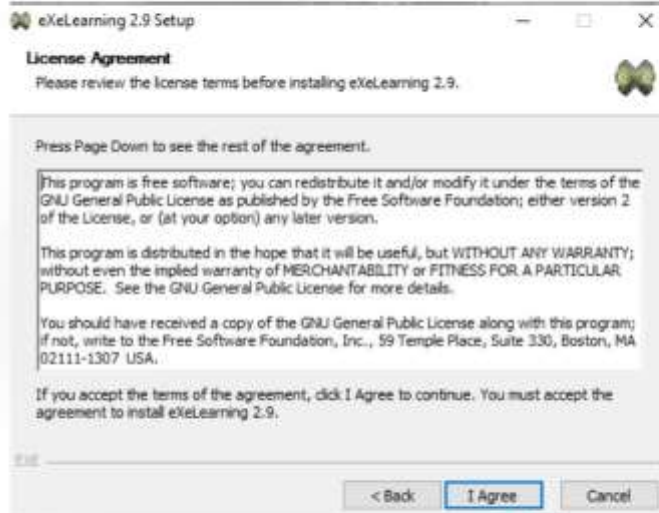 eXeLearning 2.9 Setup
License Agreement
Please review the license terms before installing eXeLearning 2.9.
Press Page Down to see the rest of the agreement.
This program is free software; you can redistribute it and/or modify it under the terms of the
GNU General Public License as published by the Free Software Foundation; either version 2
of the License, or (at your option) any later version.
This program is distributed in the hope that it will be useful, but WITHOUT ANY WARRANTY;
without even the implied warranty of MERCHANTABILITY or FITNESS FOR A PARTICULAR
PURPOSE. See the GNU General Public License for more details.
You should have received a copy of the GNU General Public License along with this program;
if not, write to the Free Software Foundation, Inc., 59 Temple Place, Suite 330, Boston, MA
02111-1307 USA.
If you accept the terms of the agreement, click I Agree to continue. You must accept the
agreement to install eXeLearning 2.9.
< Back I Agree Cancel